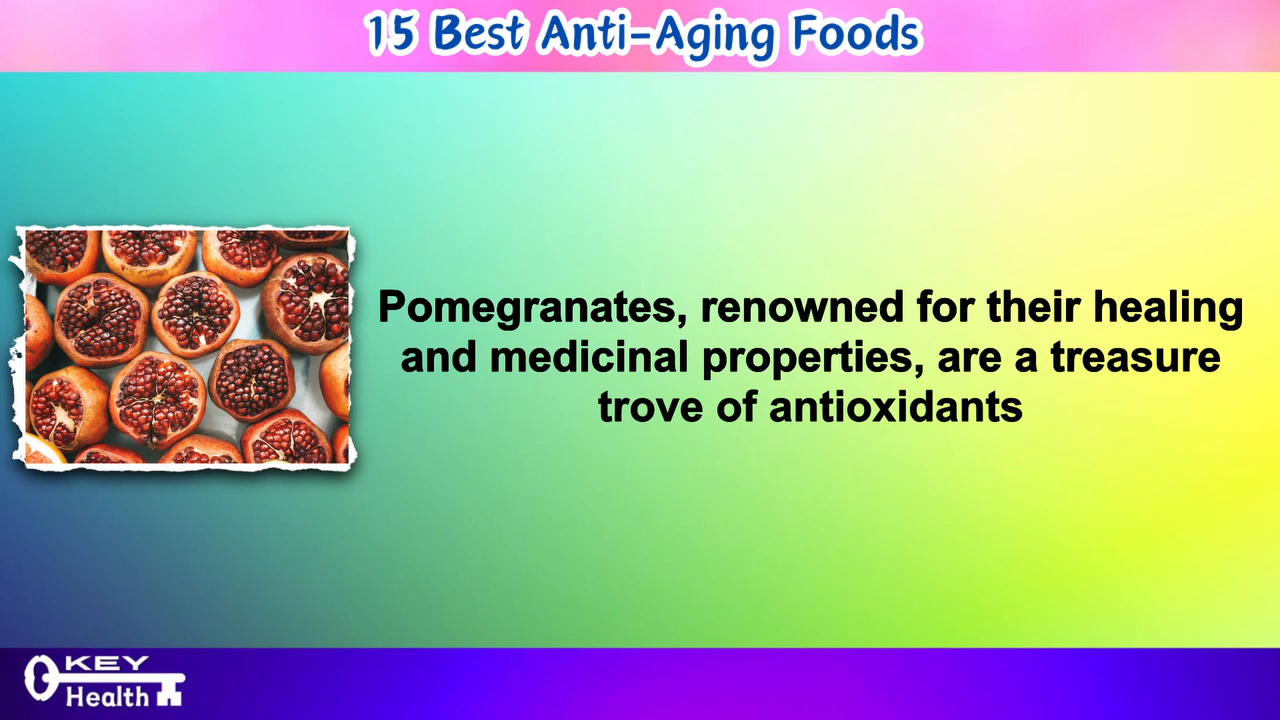 15 Best Anti-Aging Foods
Pomegranates, renowned for their healing
and medicinal properties, are a treasure
trove of antioxidants
KEY
Health